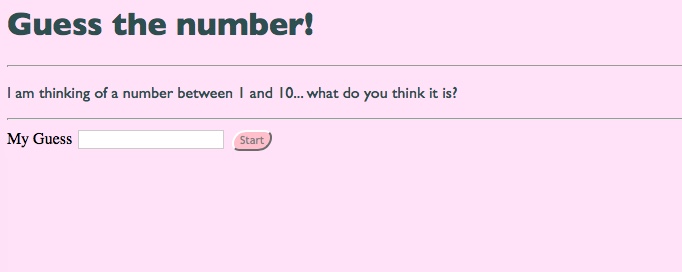 Guess the number!
I am thinking of a number between 1 and 10... what do you think it is?
My Guess Start